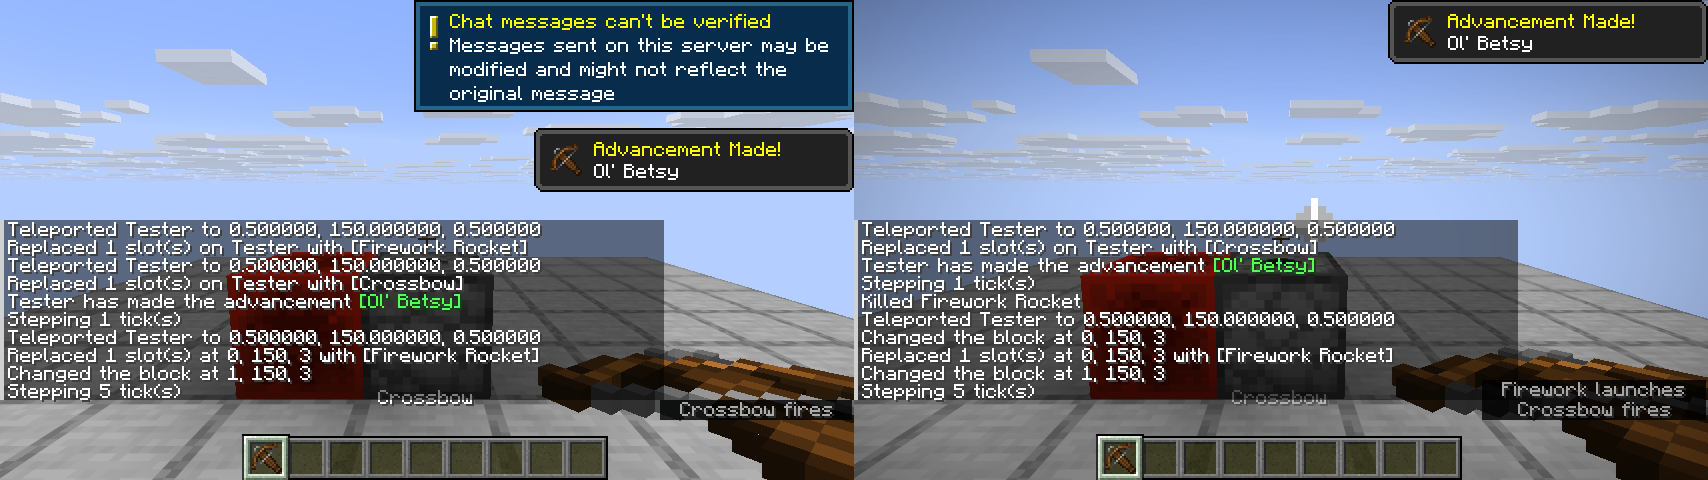 Chat messages can't be verified
Messages sent on this server may be
modified and might not reflect the
original message
Advancement Made!
Ol' Betsy
Teleported Tester to 0.500000, 150.000000, 0.500000
Replaced 1 slot(s) on Tester with [Firework Rocket]
Teleported Tester to 0.500000, 150.000000, 0.500000
Replaced 1 slot(s) on Tester with [Crossbow]
Tester has made the advancement [Ol' Betsy]
Stepping 1 tick(s)
Teleported Tester to 0.500000, 150.000000, 0.500000
Replaced 1 slot(s) at 0, 150, 3 with [Firework Rocket]
Changed the block at 1, 150, 3
Stepping 5 tick(s)
Crossbow
Crossbow fires
Advancement Made!
Ol' Betsy
Teleported Tester to 0.500000, 150.000000, 0.500000
Replaced 1 slot(s) on Tester with [Crossbow]
Tester has made the advancement [Ol' Betsy]
Stepping 1 tick(s)
Killed Firework Rocket
Teleported Tester to 0.500000, 150.000000, 0.500000
Changed the block at 0, 150, 3
Replaced 1 slot(s) at 0, 150, 3 with [Firework Rocket]
Changed the block at 1, 150, 3
Stepping 5 tick(s)
Crossbow
Firework launches
Crossbow fires